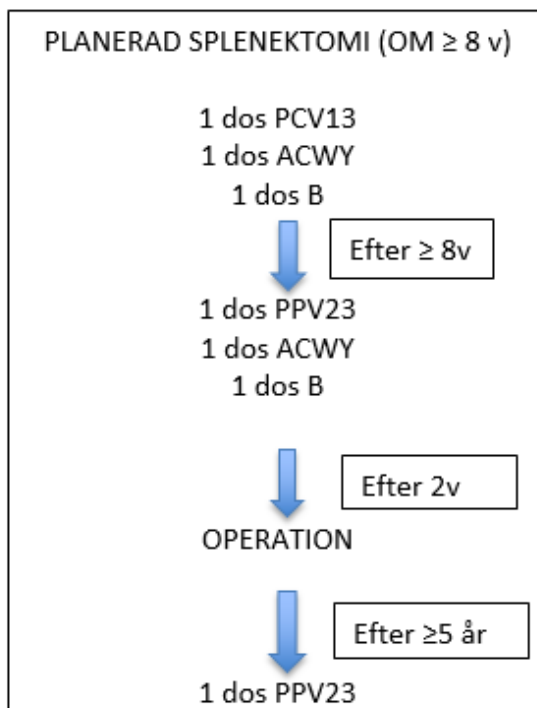 PLANERAD SPLENEKTOMI (OM ≥ 8 v)
1 dos PCV13
1 dos ACWY
1 dos B
Efter ≥ 8v
1 dos PPV23
1 dos ACWY
1 dos B
Efter 2v
OPERATION
Efter ≥5 år
1 dos PPV23